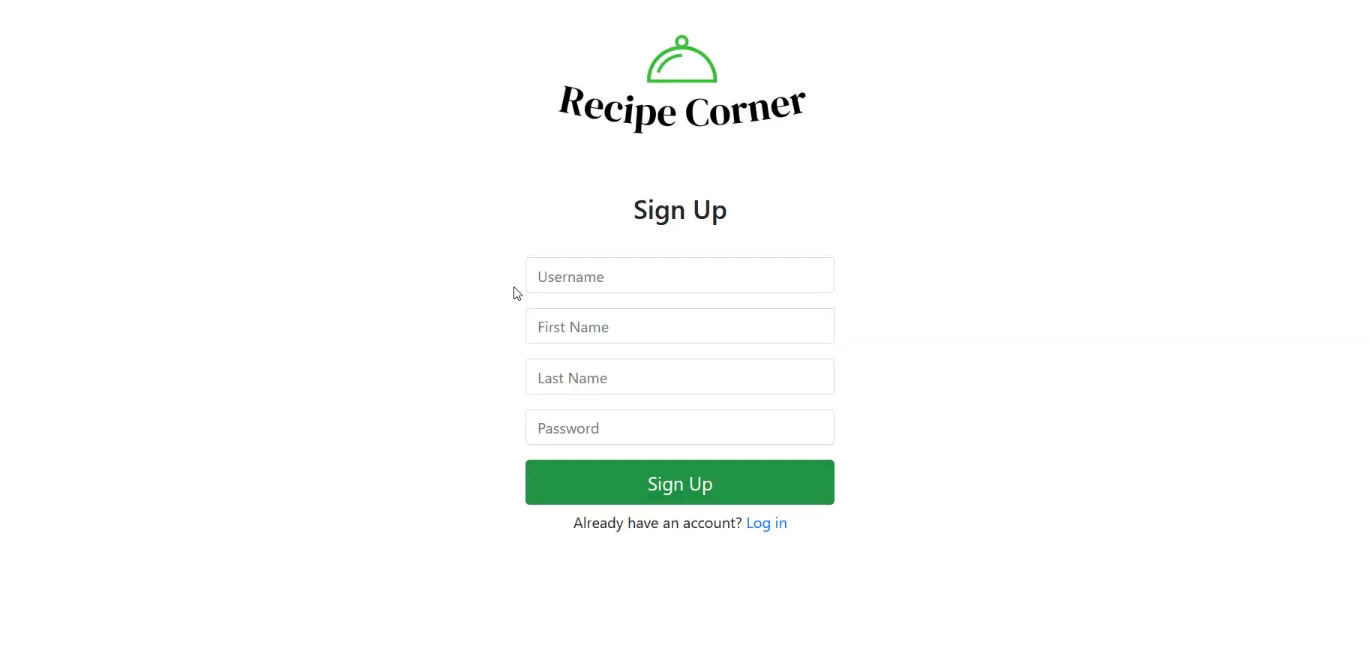 Recipe Corner
Sign Up
Username
First Name
Last Name
Password
Sign Up
Already have an account? Log in